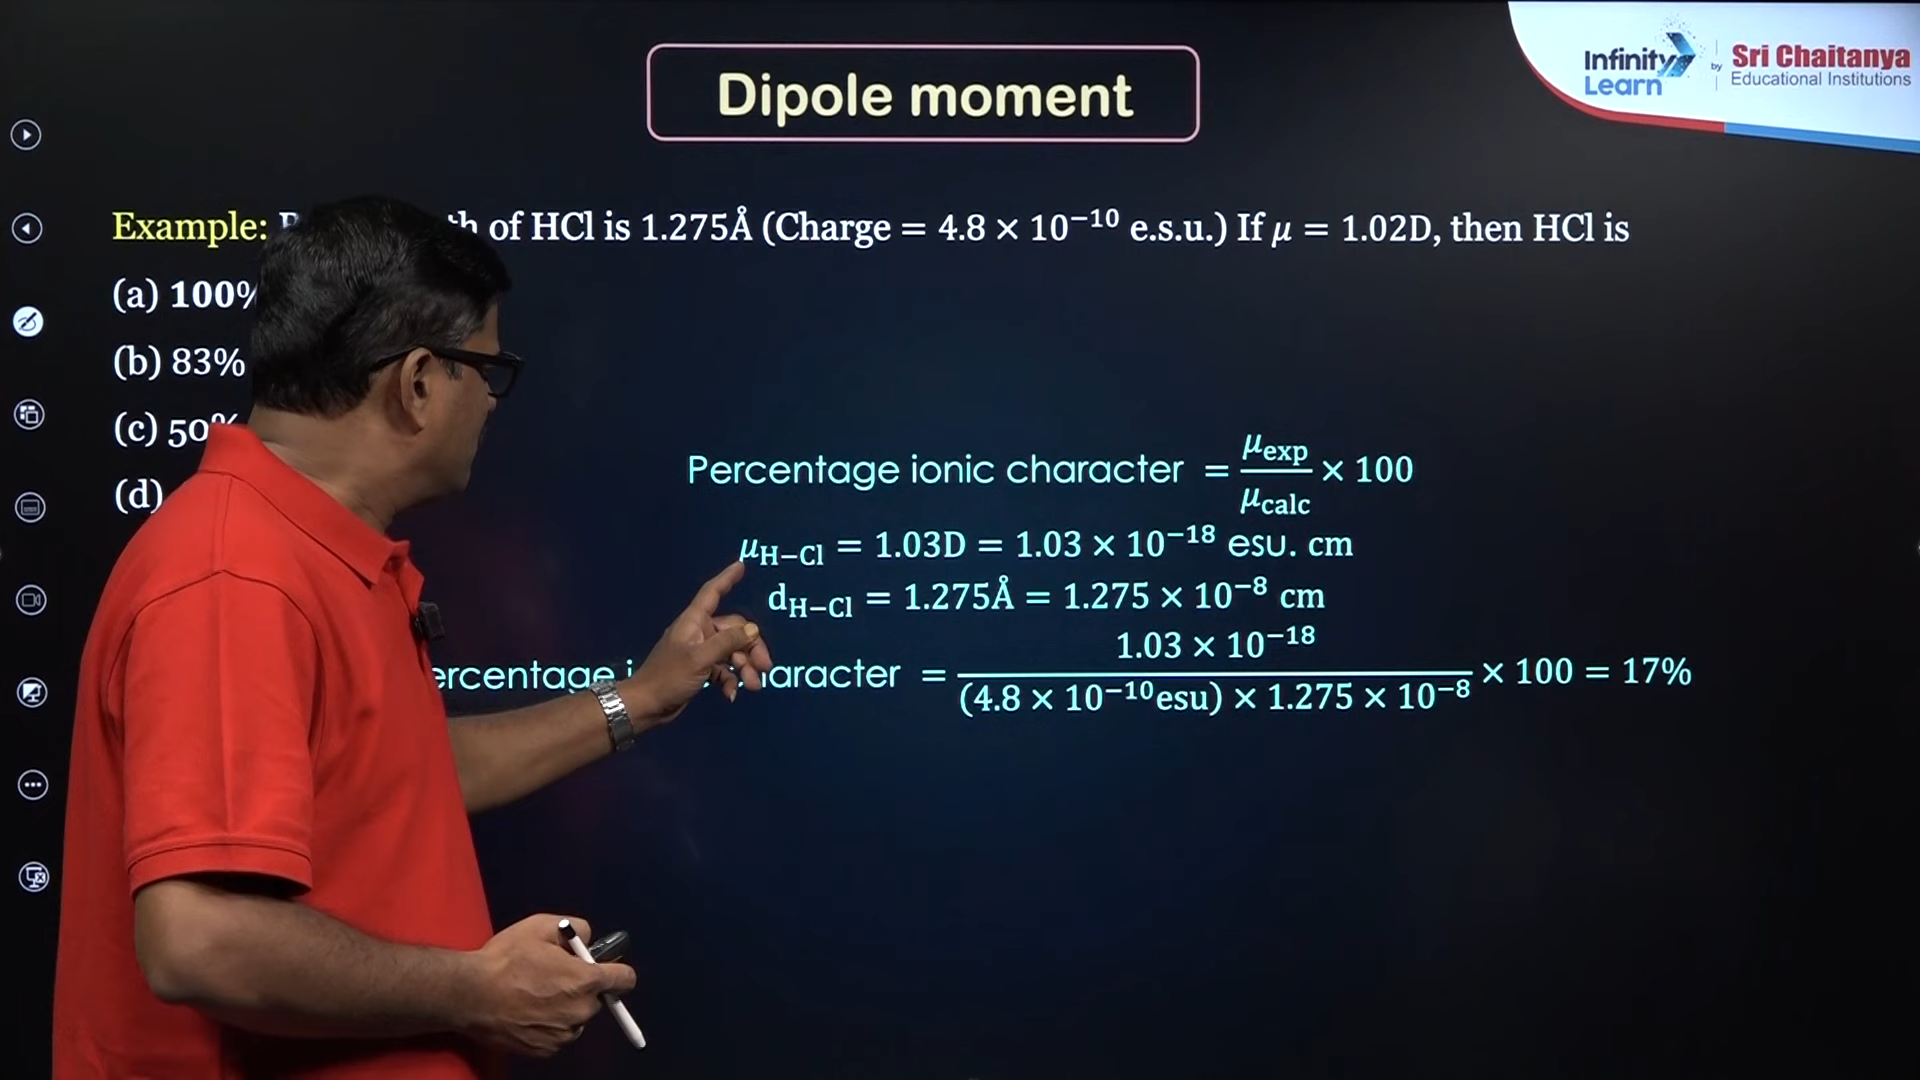 Dipole moment
Infinity Learn by Sri Chaitanya Educational Institutions
Example: of HCl is 1.275Å (Charge = 4.8 × 10⁻¹⁰ e.s.u.) If μ = 1.02D, then HCl is
(a) 100%
(b) 83%
(c) 50%
(d)
Percentage ionic character = μexp/μcalc × 100
μH−Cl = 1.03D = 1.03 × 10⁻¹⁸ esu. cm
dH−Cl = 1.275Å = 1.275 × 10⁻⁸ cm
ercentage i aracter = 1.03 × 10⁻¹⁸/(4.8 × 10⁻¹⁰esu) × 1.275 × 10⁻⁸ × 100 = 17%